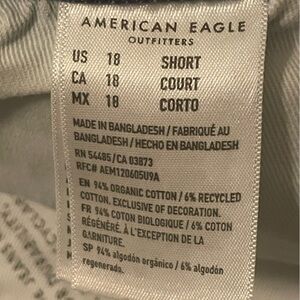 AMERICAN EAGLE
OUTFITTERS
US 18 SHORT
CA 18 COURT
MX 18 CORTO
MADE IN BANGLADESH / FABRIQUÉ AU
BANGLADESH / HECHO EN BANGLADESH
RN 54485/CA 03873
RFC# AEM120605U9A
EN 94% ORGANIC COTTON / 6% RECYCLED
COTTON, EXCLUSIVE OF DECORATION.
FR 94% COTON BIOLOGIQUE / 6% COTON
RÉGÉNÉRÉ, À L'EXCEPTION DE LA
GARNITURE.
SP 94% algodón orgánico / 6% algodón
regenerado.